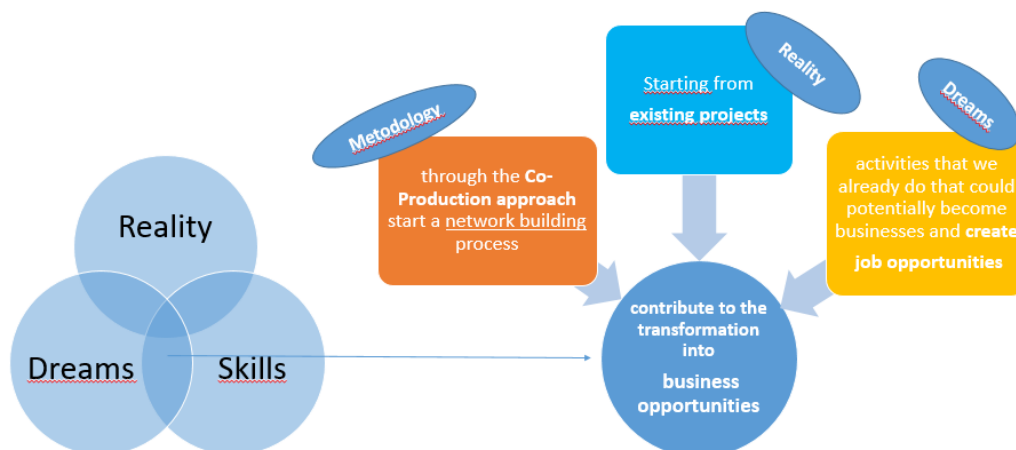 Reality
Dreams
Skills
Metodology
through the Co-
Production approach
start a network building
process
Reality
Starting from
existing projects
Dreams
activities that we
already do that could
potentially become
businesses and create
job opportunities
contribute to the
transformation
into
business
opportunities